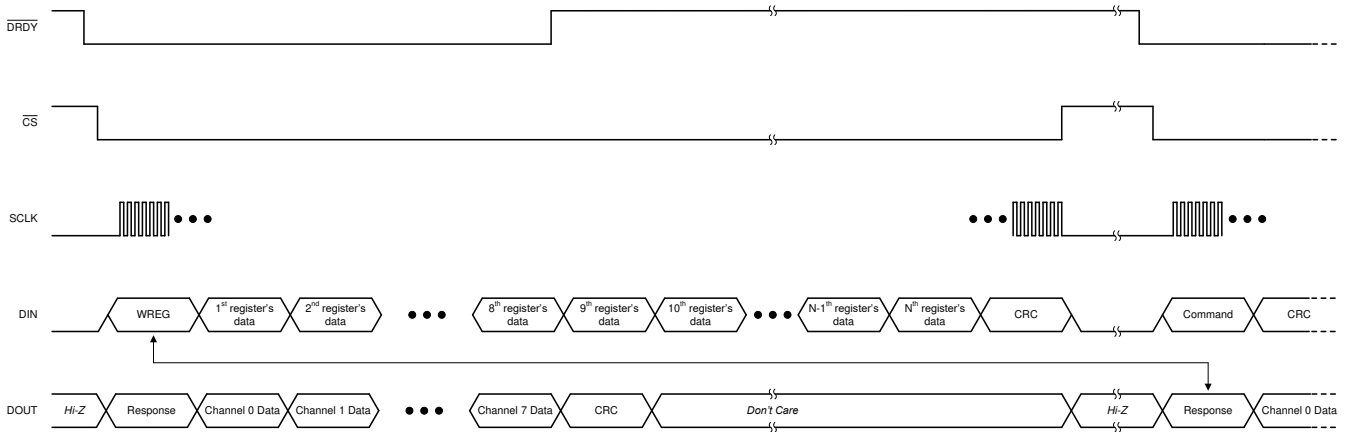 DRDY
CS
SCLK
DIN
WREG
1st register's
data
2nd register's
data
8th register's
data
9th register's
data
10th register's
data
N-1th register's
data
Nth register's
data
CRC
Command
CRC
DOUT
Hi-Z
Response
Channel 0 Data
Channel 1 Data
Channel 7 Data
CRC
Don't Care
Hi-Z
Response
Channel 0 Data